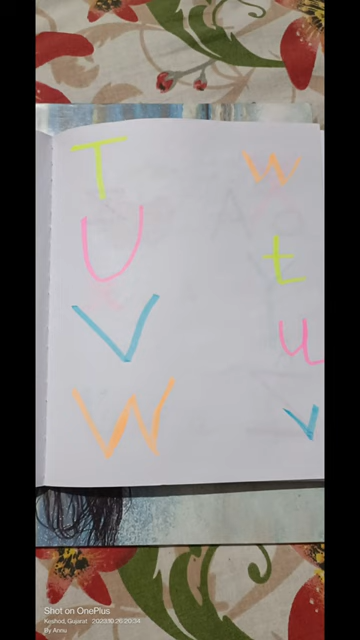 T w
U t
V u
W v
Shot on OnePlus
Keshod, Gujarat 2023.10.26 20:34
By Annu